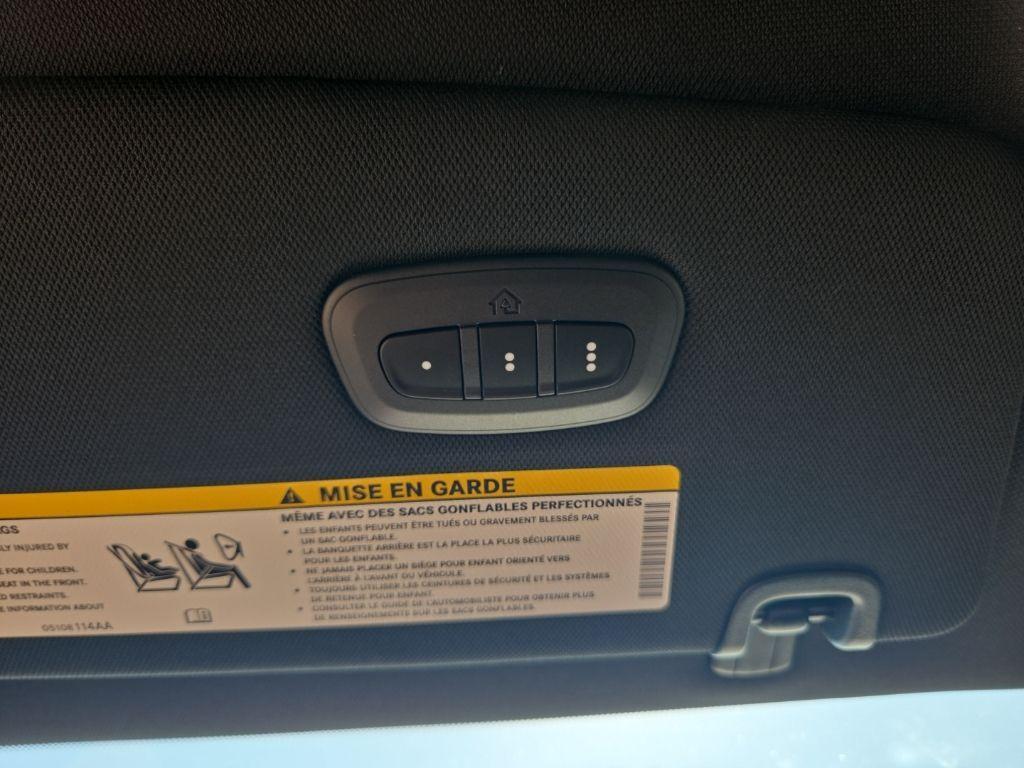 MISE EN GARDE
MÊME AVEC DES SACS GONFLABLES PERFECTIONNÉS
• LES ENFANTS PEUVENT ÊTRE TUÉS OU GRAVEMENT BLESSÉS PAR
UN SAC GONFLABLE.
• LA BANQUETTE ARRIÈRE EST LA PLACE LA PLUS SÉCURITAIRE
POUR LES ENFANTS.
• NE JAMAIS PLACER UN SIÈGE POUR ENFANT ORIENTÉ VERS
L'ARRIÈRE À L'AVANT DU VÉHICULE.
• TOUJOURS UTILISER LES CEINTURES DE SÉCURITÉ ET LES SYSTÈMES
DE RETENUE POUR ENFANT.
• CONSULTER LE GUIDE DE L'AUTOMOBILISTE POUR OBTENIR PLUS
DE RENSEIGNEMENTS SUR LES SACS GONFLABLES.
GS
LY INJURED BY
E FOR CHILDREN.
EAT IN THE FRONT.
ED RESTRAINTS.
E INFORMATION ABOUT
05108114AA